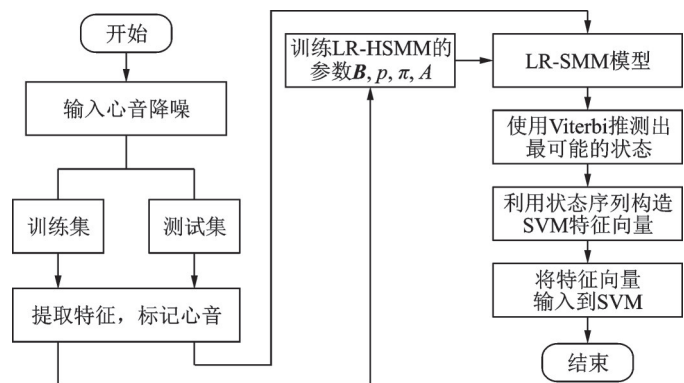 开始
输入心音降噪
训练集
测试集
提取特征，标记心音
训练LR-HSMM的
参数B, p, π, A
LR-SMM模型
使用Viterbi推测出
最可能的状态
利用状态序列构造
SVM特征向量
将特征向量
输入到SVM
结束